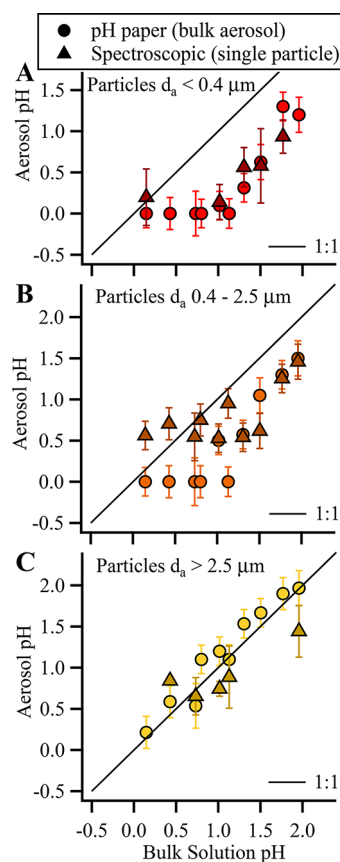 pH paper (bulk aerosol)
Spectroscopic (single particle)
A
Particles dₐ < 0.4 μm
1.5
1.0
0.5
0.0
-0.5
Aerosol pH
1:1
B
Particles dₐ 0.4 - 2.5 μm
2.0
1.5
1.0
0.5
0.0
-0.5
Aerosol pH
1:1
C
Particles dₐ > 2.5 μm
2.0
1.5
1.0
0.5
0.0
-0.5
Aerosol pH
1:1
-0.5 0.0 0.5 1.0 1.5 2.0
Bulk Solution pH